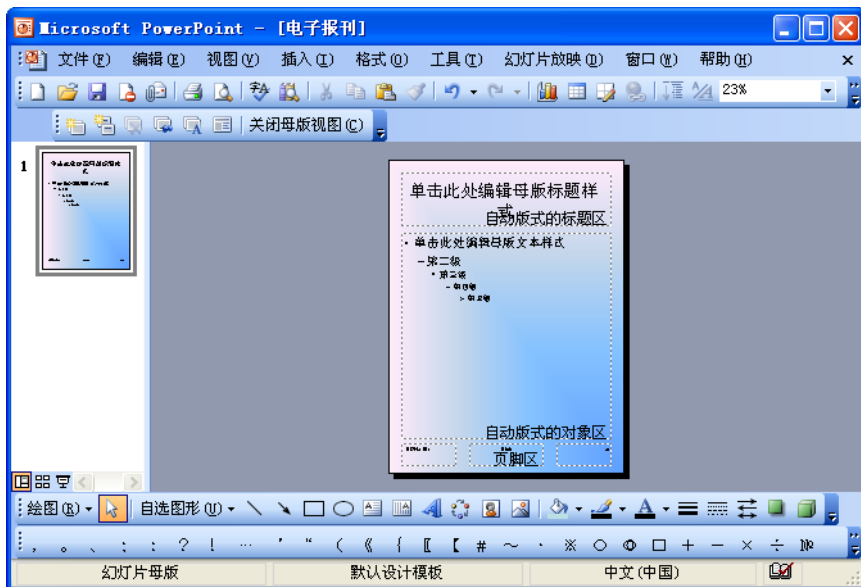 Microsoft PowerPoint - [电子报刊]
文件(F) 编辑(E) 视图(V) 插入(I) 格式(O) 工具(T) 幻灯片放映(D) 窗口(W) 帮助(H)
23%
关闭母版视图(C)
1
单击此处编辑母版标题样
式
自动版式的标题区
• 单击此处编辑母版文本样式
– 第二级
• 第三级
– 第四级
» 第五级
自动版式的对象区
页脚区
绘图(R) 自选图形(U)
, 。 、 ; : ? ! … ′ ″ ( 《 { 〖 【 # ～ · ※ ○ ◎ □ + － × ÷ №
幻灯片母版 默认设计模板 中文(中国)